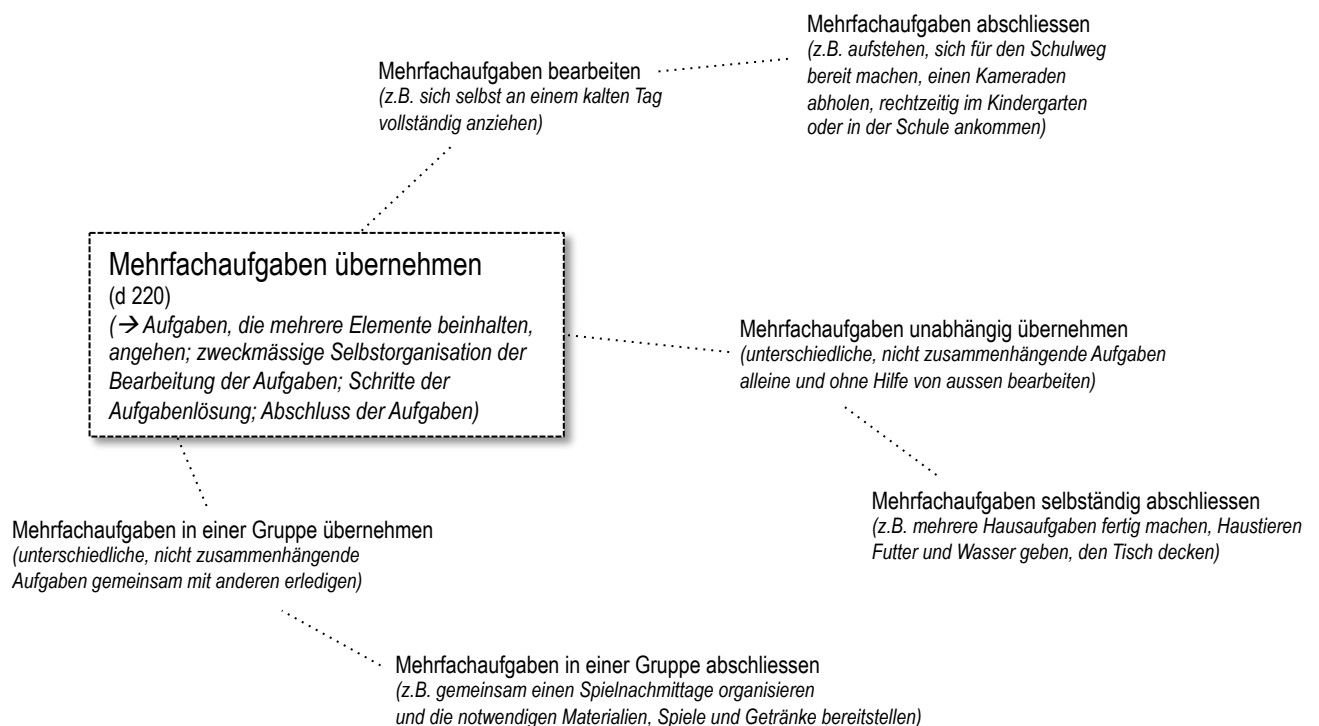 Mehrfachaufgaben abschliessen
(z.B. aufstehen, sich für den Schulweg
bereit machen, einen Kameraden
abholen, rechtzeitig im Kindergarten
oder in der Schule ankommen)
Mehrfachaufgaben bearbeiten
(z.B. sich selbst an einem kalten Tag
vollständig anziehen)
Mehrfachaufgaben übernehmen
(d 220)
(→ Aufgaben, die mehrere Elemente beinhalten,
angehen; zweckmässige Selbstorganisation der
Bearbeitung der Aufgaben; Schritte der
Aufgabenlösung; Abschluss der Aufgaben)
Mehrfachaufgaben unabhängig übernehmen
(unterschiedliche, nicht zusammenhängende Aufgaben
alleine und ohne Hilfe von aussen bearbeiten)
Mehrfachaufgaben selbständig abschliessen
(z.B. mehrere Hausaufgaben fertig machen, Haustieren
Futter und Wasser geben, den Tisch decken)
Mehrfachaufgaben in einer Gruppe übernehmen
(unterschiedliche, nicht zusammenhängende
Aufgaben gemeinsam mit anderen erledigen)
Mehrfachaufgaben in einer Gruppe abschliessen
(z.B. gemeinsam einen Spielnachmittage organisieren
und die notwendigen Materialien, Spiele und Getränke bereitstellen)